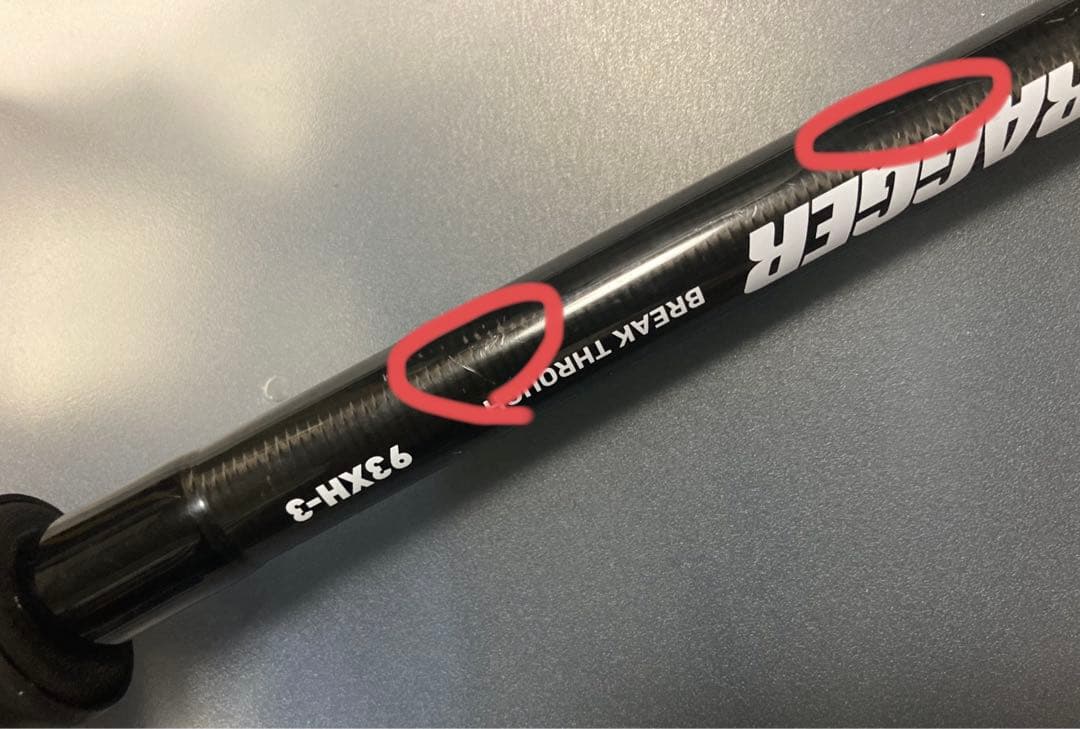 RAGGER
BREAK THROUGH
93XH-3